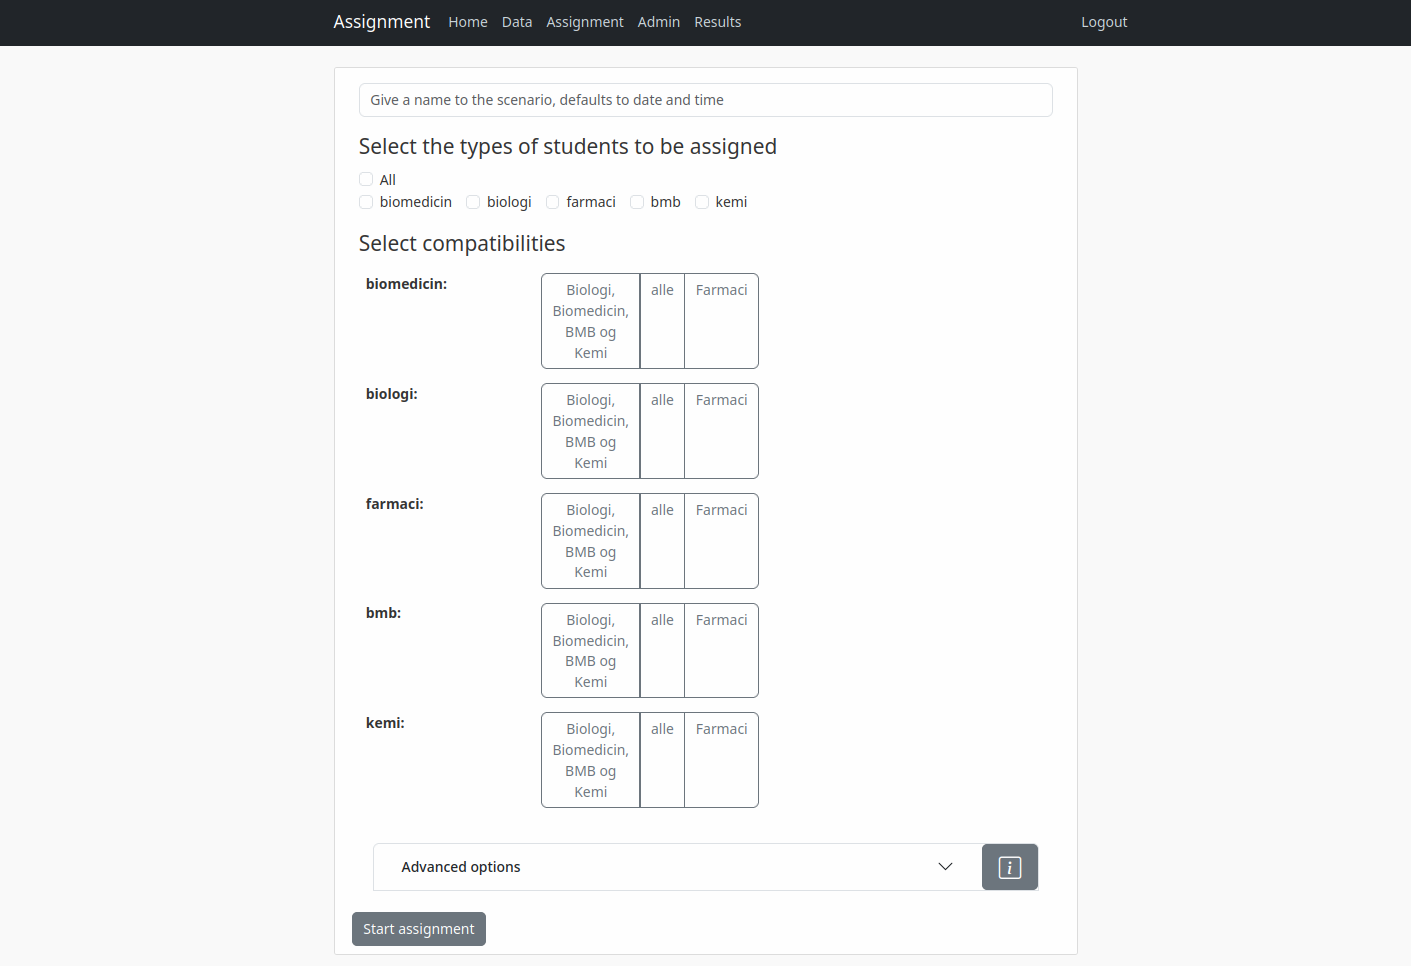 Assignment Home Data Assignment Admin Results Logout
Give a name to the scenario, defaults to date and time
Select the types of students to be assigned
All
biomedicin biologi farmaci bmb kemi
Select compatibilities
biomedicin:
Biologi, alle Farmaci
Biomedicin,
BMB og
Kemi
biologi:
Biologi, alle Farmaci
Biomedicin,
BMB og
Kemi
farmaci:
Biologi, alle Farmaci
Biomedicin,
BMB og
Kemi
bmb:
Biologi, alle Farmaci
Biomedicin,
BMB og
Kemi
kemi:
Biologi, alle Farmaci
Biomedicin,
BMB og
Kemi
Advanced options
Start assignment